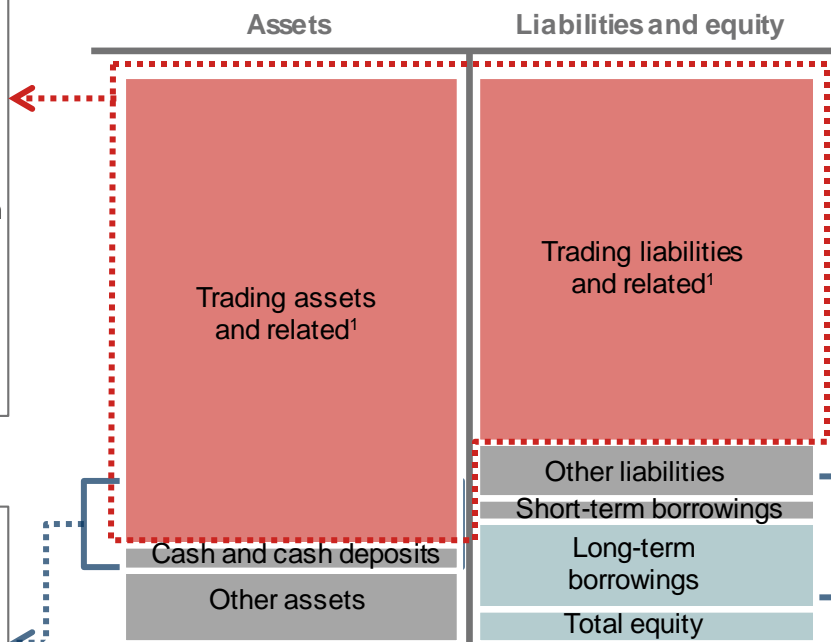 Assets
Liabilities and equity
Trading assets
and related¹
Trading liabilities
and related¹
Other liabilities
Short-term borrowings
Cash and cash deposits
Long-term
borrowings
Other assets
Total equity